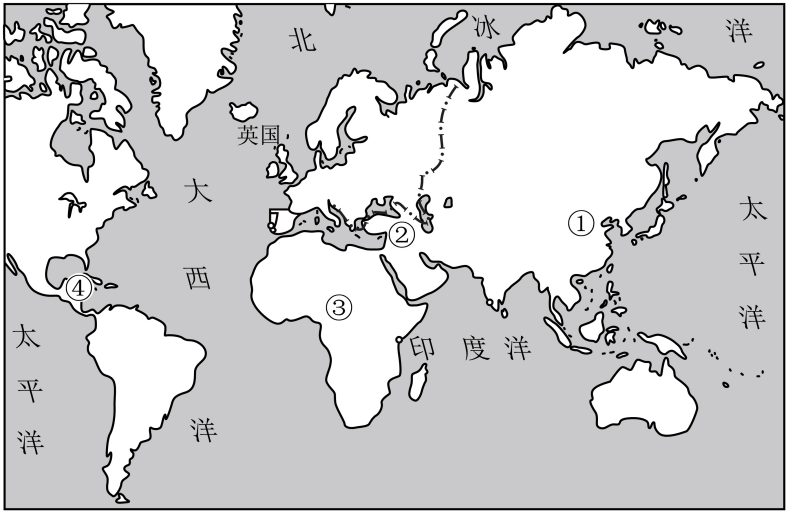 北 冰 洋
英国
大
西
洋
①
②
③
④
太
平
洋
印 度 洋
太
平
洋